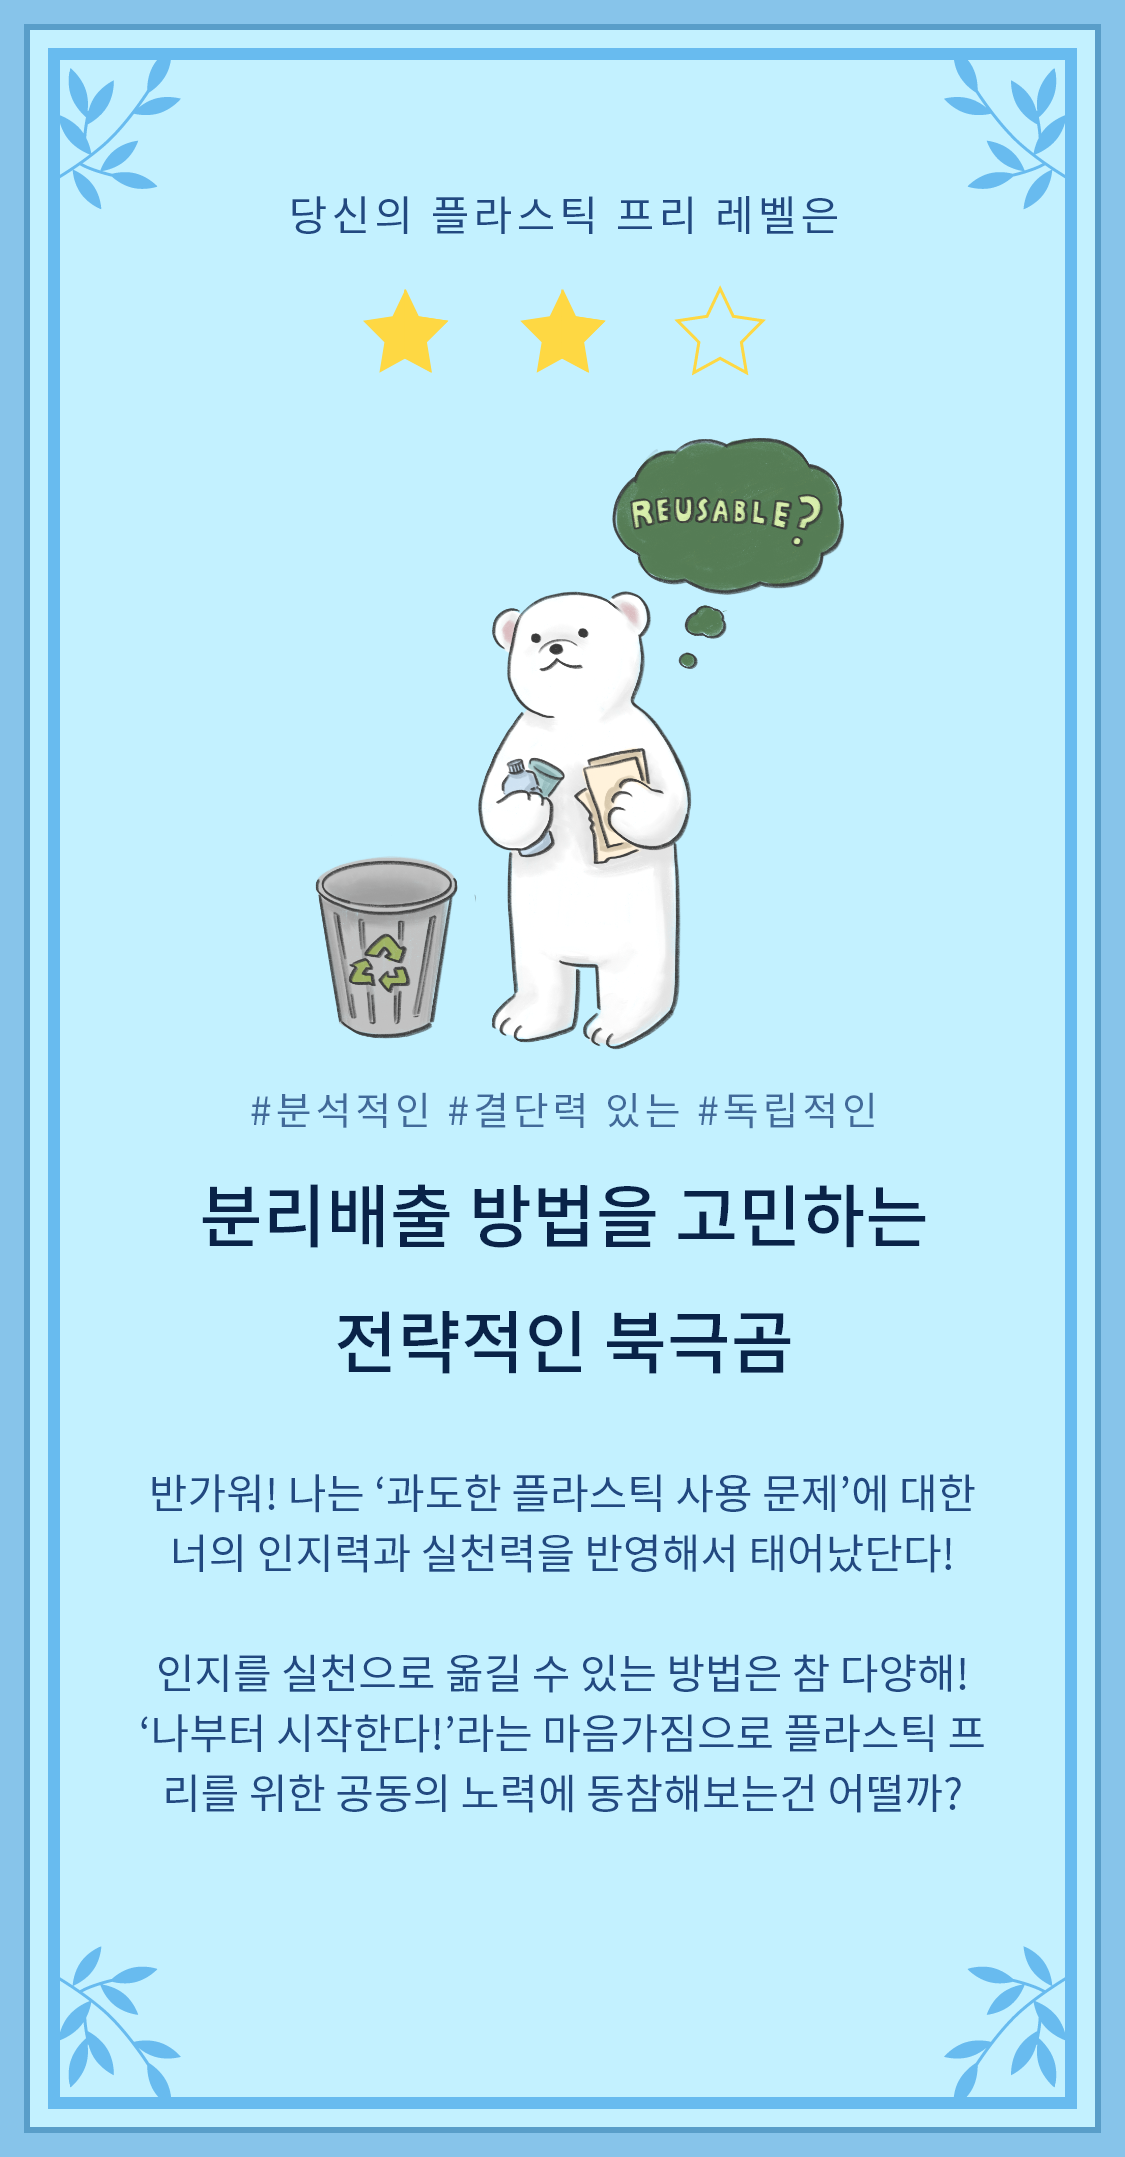 당신의 플라스틱 프리 레벨은
REUSABLE?
#분석적인 #결단력 있는 #독립적인
분리배출 방법을 고민하는
전략적인 북극곰
반가워! 나는 ‘과도한 플라스틱 사용 문제’에 대한
너의 인지력과 실천력을 반영해서 태어났단다!
인지를 실천으로 옮길 수 있는 방법은 참 다양해!
‘나부터 시작한다!’라는 마음가짐으로 플라스틱 프
리를 위한 공동의 노력에 동참해보는건 어떨까?